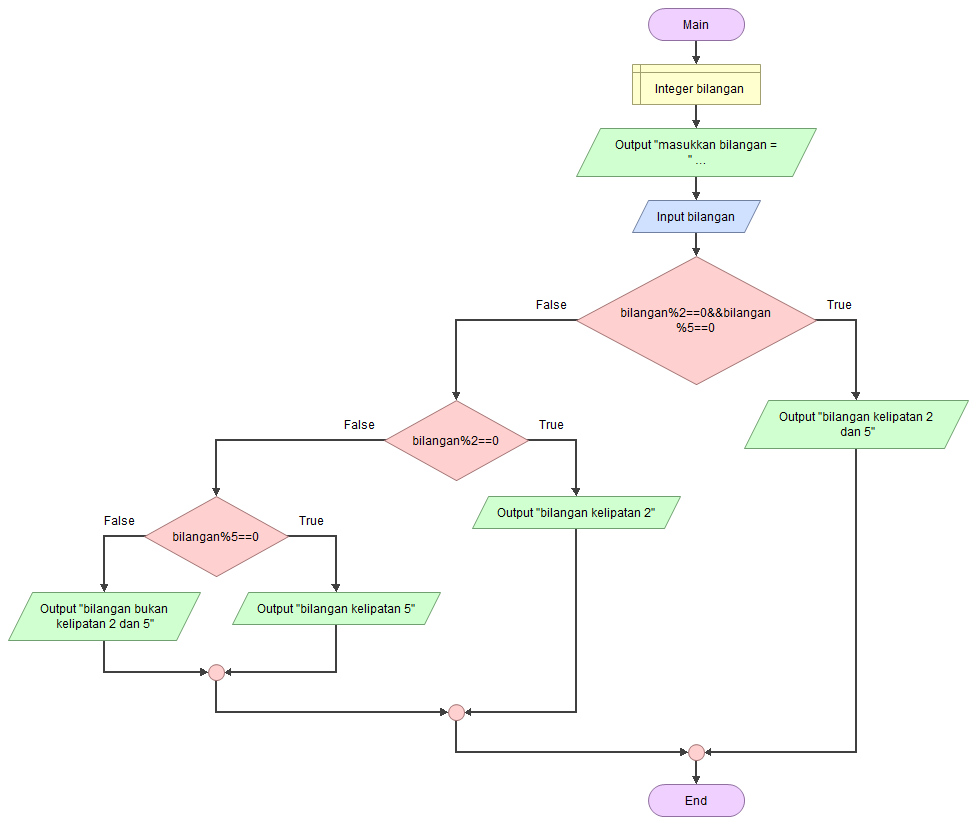 Main
Integer bilangan
Output "masukkan bilangan =
" ...
Input bilangan
False
True
bilangan%2==0&&bilangan
%5==0
False
True
Output "bilangan kelipatan 2
dan 5"
bilangan%2==0
False
True
Output "bilangan kelipatan 2"
bilangan%5==0
Output "bilangan bukan
kelipatan 2 dan 5"
Output "bilangan kelipatan 5"
End